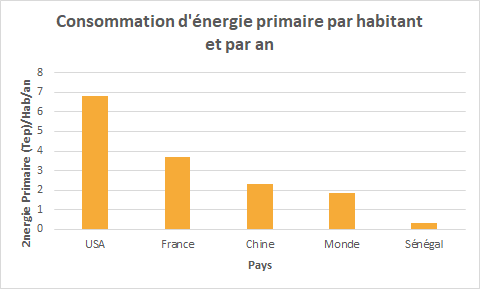 Consommation d'énergie primaire par habitant
et par an
2nergie Primaire (Tep)/Hab/an
8
7
6
5
4
3
2
1
0
USA
France
Chine
Monde
Sénégal
Pays